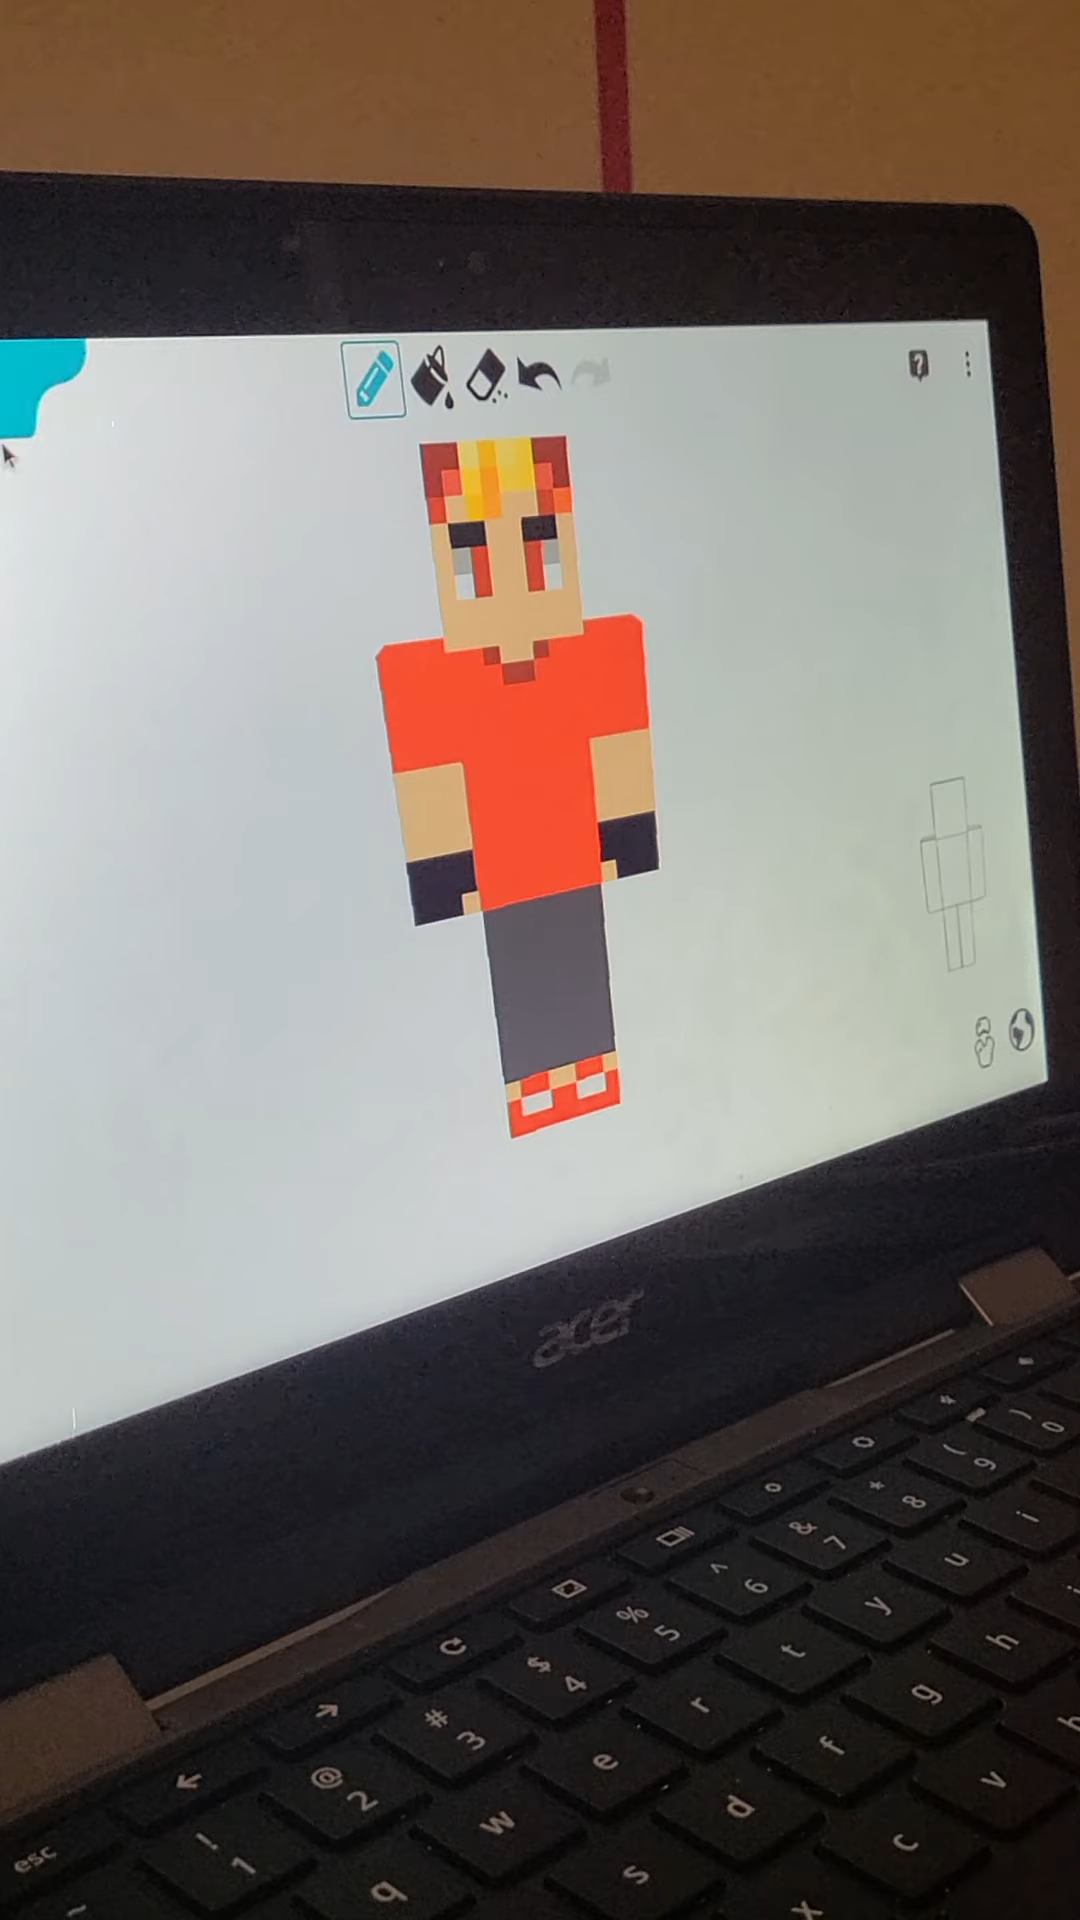 ?
acer
esc
! 1
@ 2
# 3
$ 4
% 5
^ 6
& 7
* 8
( 9
) 0
q
w
e
r
t
y
u
i
s
d
f
g
h
x
c
v
~